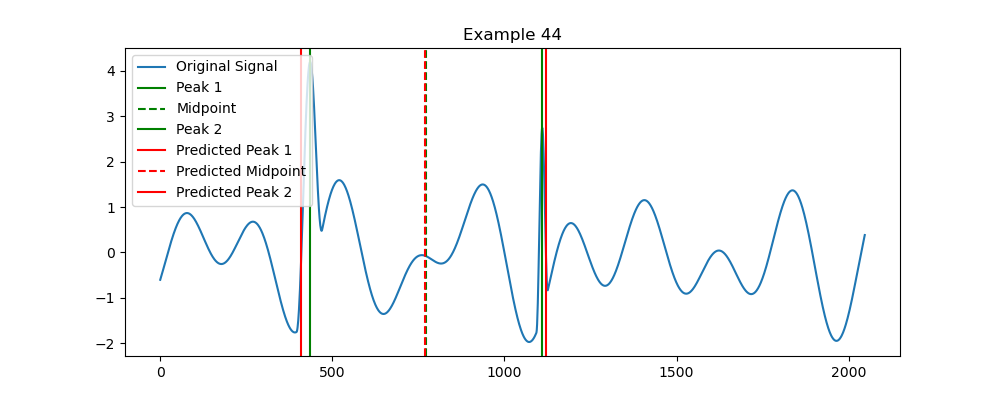 Example 44
Original Signal
Peak 1
Midpoint
Peak 2
Predicted Peak 1
Predicted Midpoint
Predicted Peak 2
4
3
2
1
0
−1
−2
0 500 1000 1500 2000